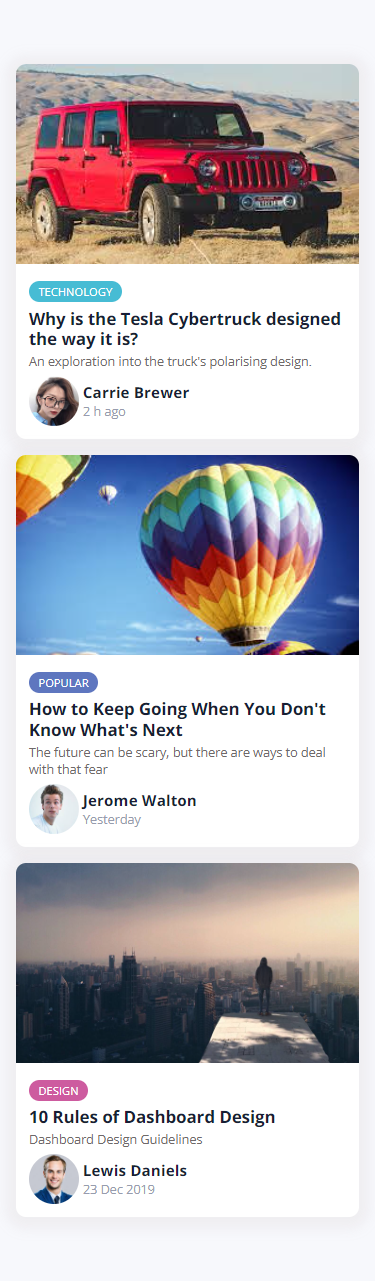 TECHNOLOGY
Why is the Tesla Cybertruck designed
the way it is?
An exploration into the truck's polarising design.
Carrie Brewer
2 h ago
POPULAR
How to Keep Going When You Don't
Know What's Next
The future can be scary, but there are ways to deal
with that fear
Jerome Walton
Yesterday
DESIGN
10 Rules of Dashboard Design
Dashboard Design Guidelines
Lewis Daniels
23 Dec 2019